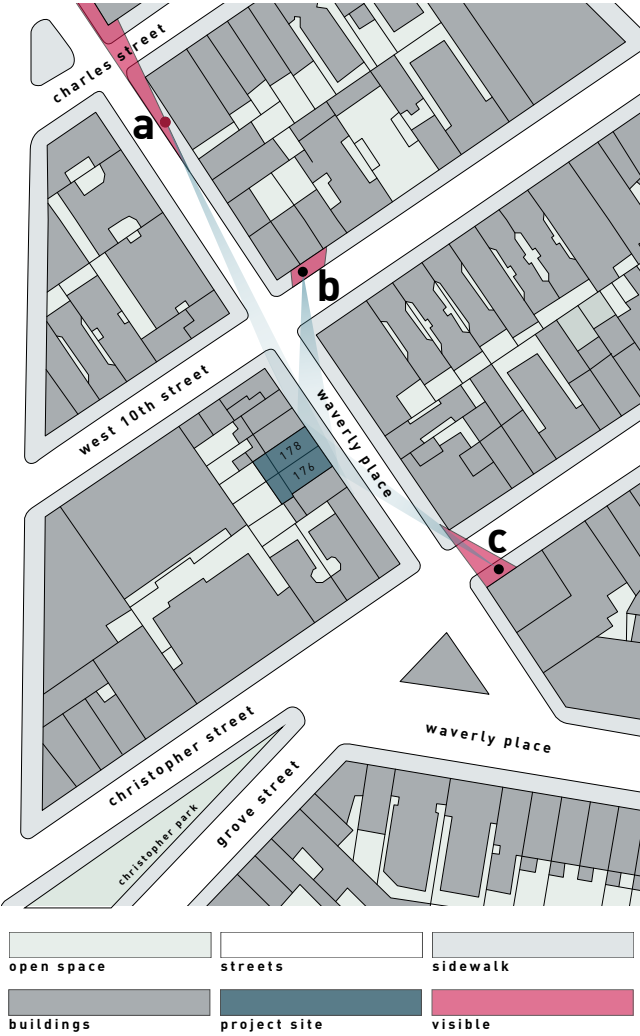 charles street
a
b
west 10th street
waverly place
178
176
c
waverly place
christopher street
christopher park
grove street
open space
streets
sidewalk
buildings
project site
visible